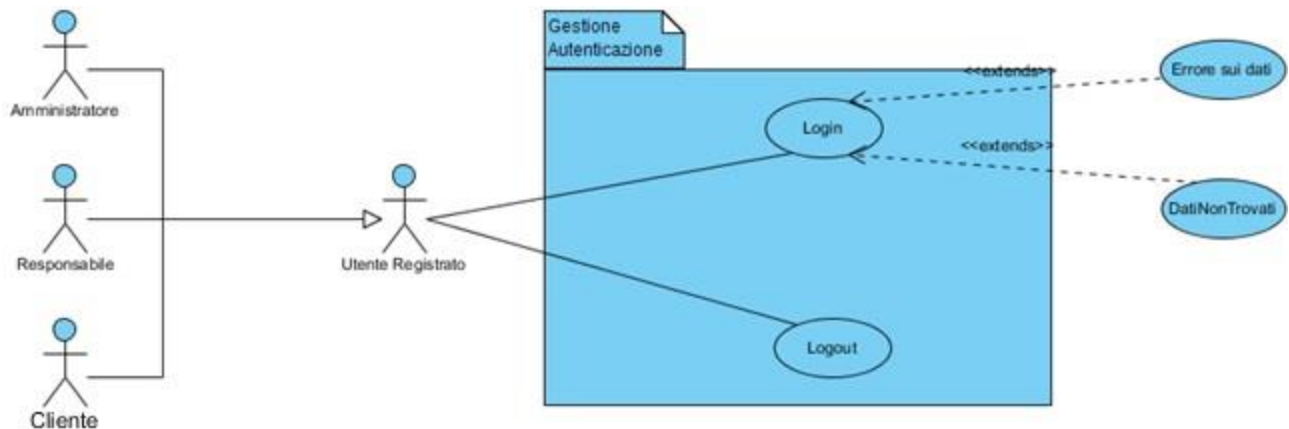 Gestione
Autenticazione
Amministratore
Responsabile
Cliente
Utente Registrato
Login
Logout
<<extends>>
<<extends>>
Errore sui dati
DatiNonTrovati